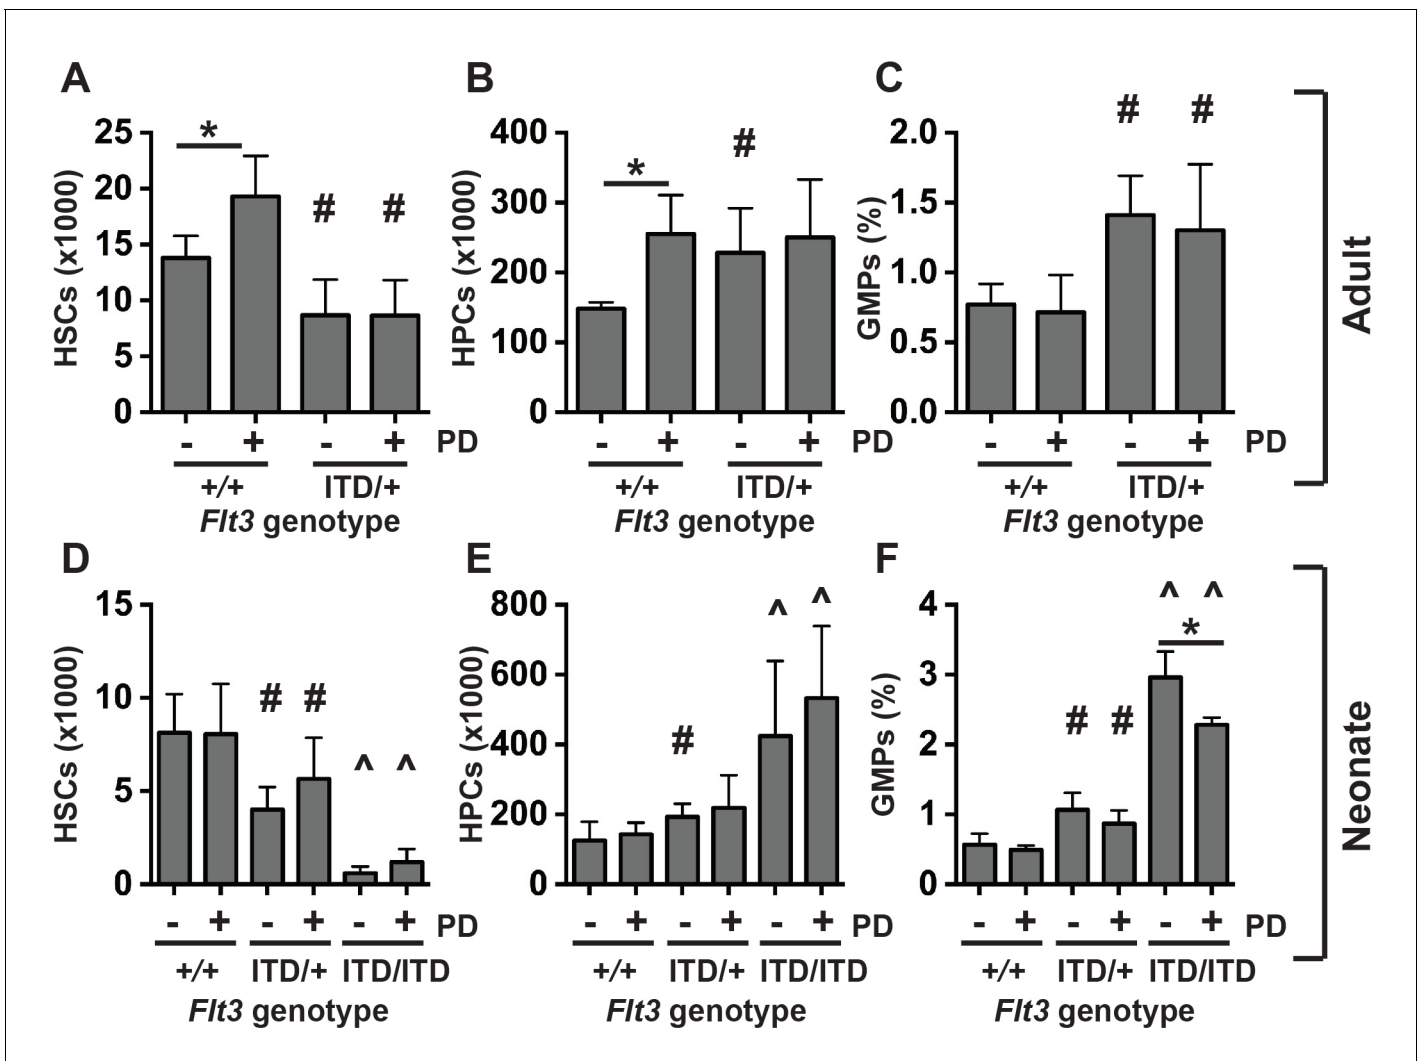 A
HSCs (x1000)
25
20
15
10
5
0
*
# #
- + - + PD
+/+ ITD/+
Flt3 genotype
B
HPCs (x1000)
400
300
200
100
0
*
#
- + - + PD
+/+ ITD/+
Flt3 genotype
C
GMPs (%)
2.0
1.5
1.0
0.5
0.0
# #
- + - + PD
+/+ ITD/+
Flt3 genotype
Adult
D
HSCs (x1000)
15
10
5
0
# #
^ ^
- + - + - + PD
+/+ ITD/+ ITD/ITD
Flt3 genotype
E
HPCs (x1000)
800
600
400
200
0
#
^ ^
- + - + - + PD
+/+ ITD/+ ITD/ITD
Flt3 genotype
F
GMPs (%)
4
3
2
1
0
# #
^ ^
*
- + - + - + PD
+/+ ITD/+ ITD/ITD
Flt3 genotype
Neonate